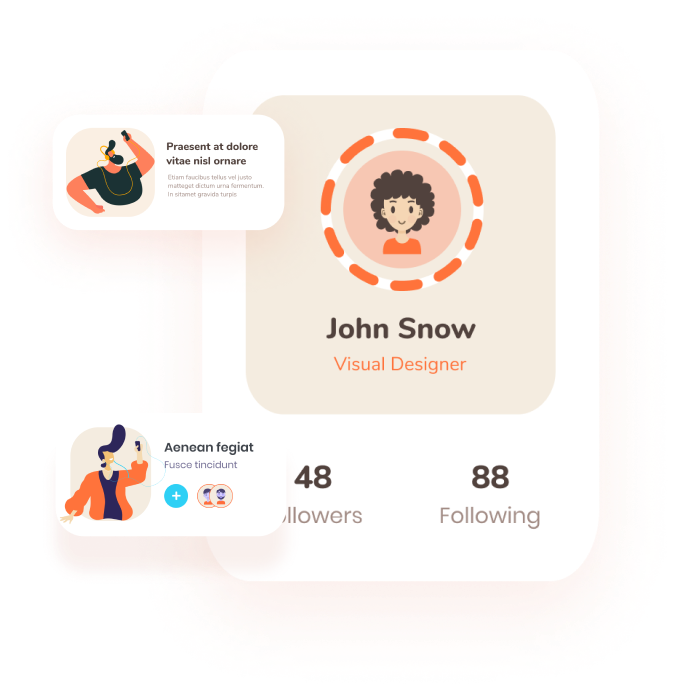 Praesent at dolore
vitae nisl ornare
Etiam faucibus tellus vel justo
matteget dictum urna fermentum,
In sitamet gravida turpis
John Snow
Visual Designer
Aenean fegiat
Fusce tincidunt
+
48
88
ollowers
Following